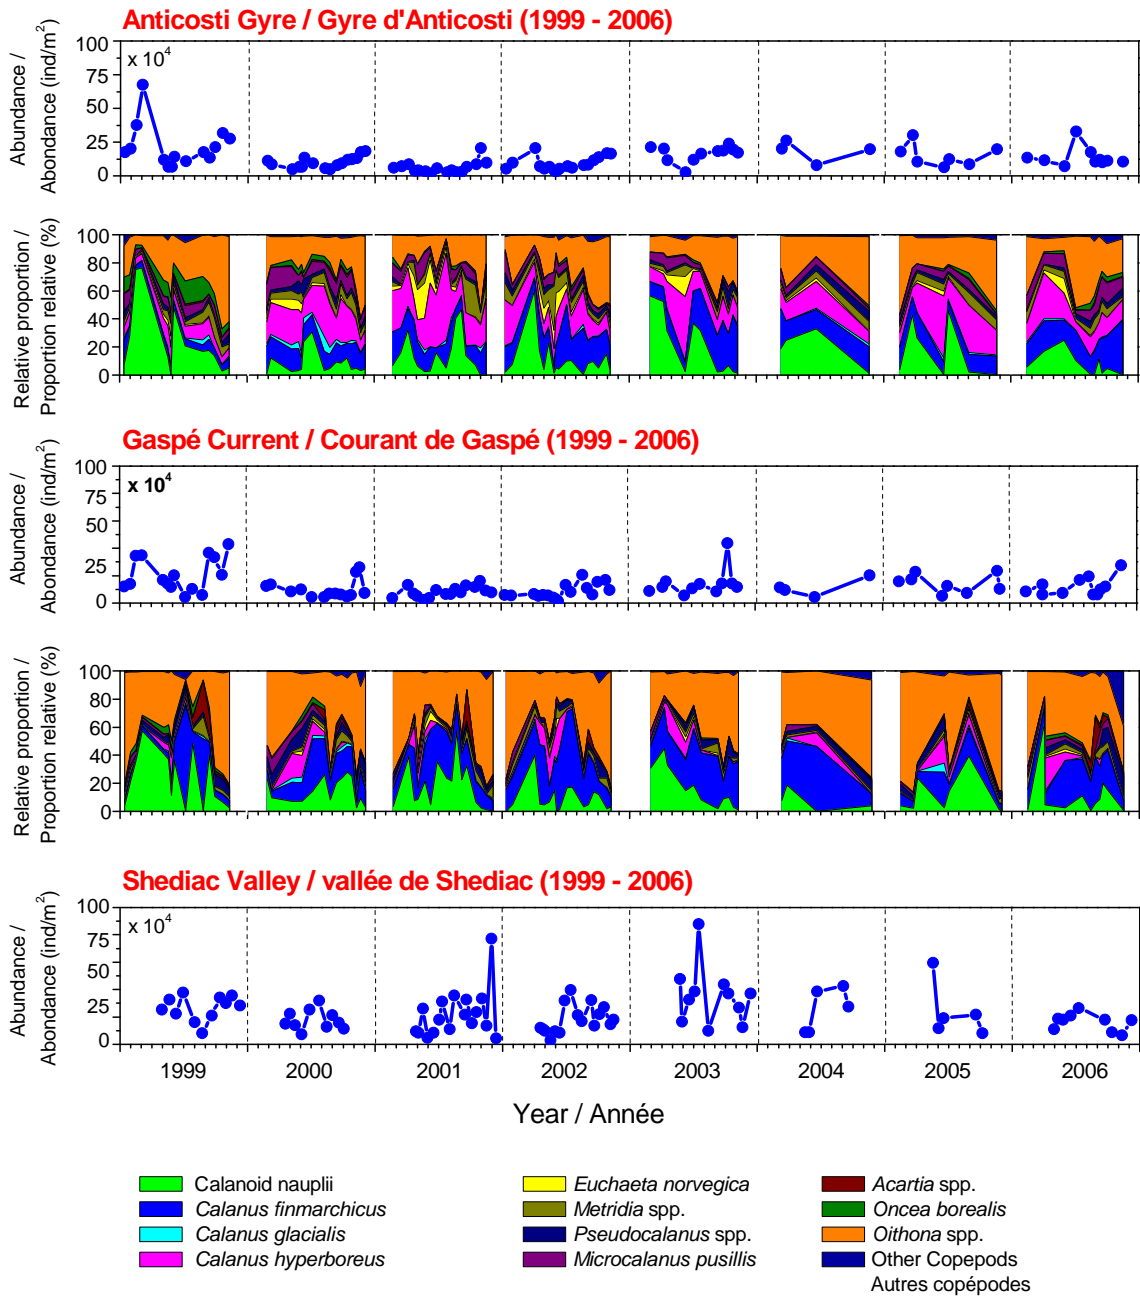 Anticosti Gyre / Gyre d'Anticosti (1999 - 2006)
Abundance /
Abondance (ind/m²)
100
75
50
25
0
x 10⁴
Relative proportion /
Proportion relative (%)
100
80
60
40
20
0
Gaspé Current / Courant de Gaspé (1999 - 2006)
Abundance /
Abondance (ind/m²)
100
75
50
25
0
x 10⁴
Relative proportion /
Proportion relative (%)
100
80
60
40
20
0
Shediac Valley / vallée de Shediac (1999 - 2006)
Abundance /
Abondance (ind/m²)
100
75
50
25
0
x 10⁴
1999 2000 2001 2002 2003 2004 2005 2006
Year / Année
Calanoid nauplii
Calanus finmarchicus
Calanus glacialis
Calanus hyperboreus
Euchaeta norvegica
Metridia spp.
Pseudocalanus spp.
Microcalanus pusillis
Acartia spp.
Oncea borealis
Oithona spp.
Other Copepods
Autres copépodes